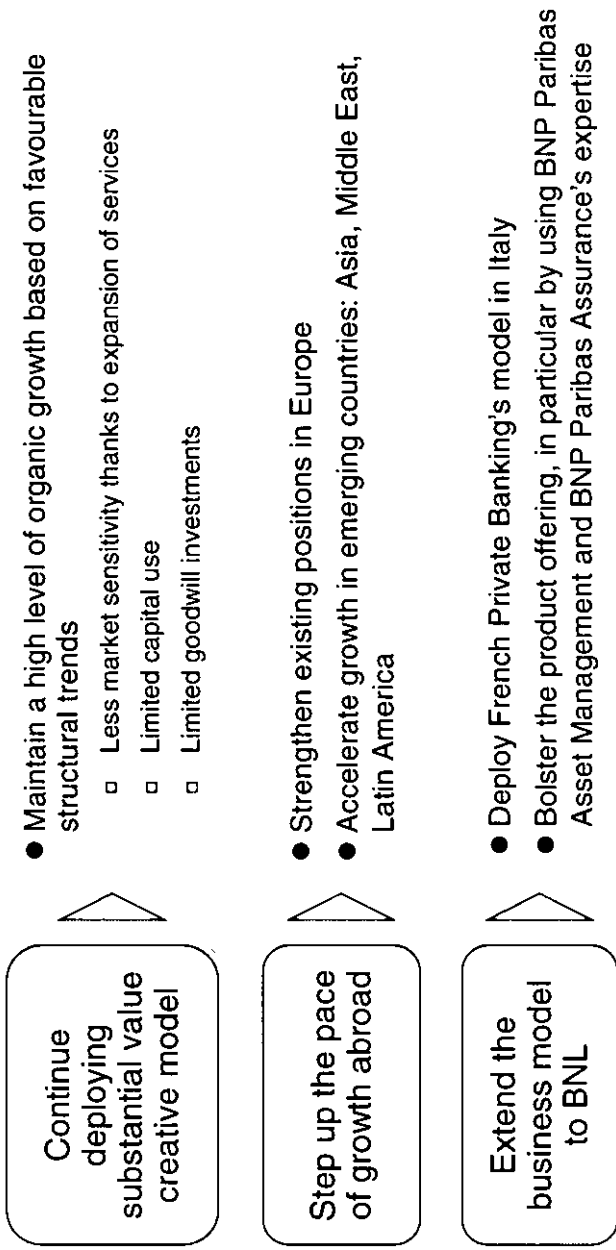 Continue
deploying
substantial value
creative model
● Maintain a high level of organic growth based on favourable
structural trends
▫ Less market sensitivity thanks to expansion of services
▫ Limited capital use
▫ Limited goodwill investments
Step up the pace
of growth abroad
● Strengthen existing positions in Europe
● Accelerate growth in emerging countries: Asia, Middle East,
Latin America
Extend the
business model
to BNL
● Deploy French Private Banking's model in Italy
● Bolster the product offering, in particular by using BNP Paribas
Asset Management and BNP Paribas Assurance's expertise